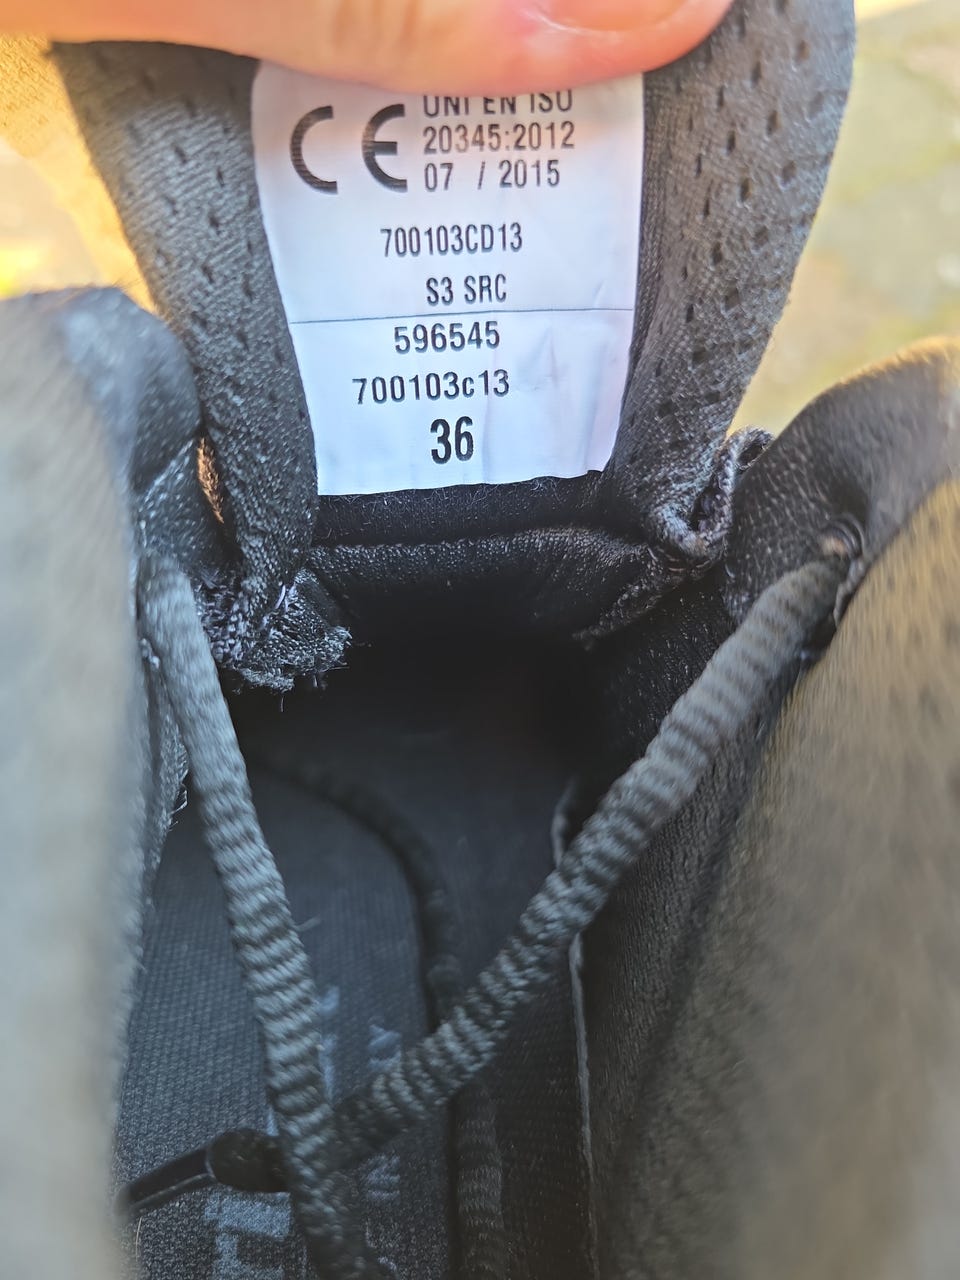 CE
UNI EN ISO
20345:2012
07 / 2015
700103CD13
S3 SRC
596545
700103c13
36